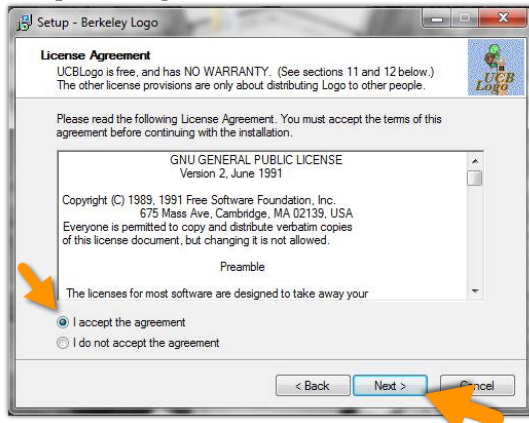 Setup - Berkeley Logo
License Agreement
UCBLogo is free, and has NO WARRANTY. (See sections 11 and 12 below.)
The other license provisions are only about distributing Logo to other people.
UCB
Logo
Please read the following License Agreement. You must accept the terms of this
agreement before continuing with the installation.
GNU GENERAL PUBLIC LICENSE
Version 2, June 1991
Copyright (C) 1989, 1991 Free Software Foundation, Inc.
675 Mass Ave, Cambridge, MA 02139, USA
Everyone is permitted to copy and distribute verbatim copies
of this license document, but changing it is not allowed.
Preamble
The licenses for most software are designed to take away your
I accept the agreement
I do not accept the agreement
< Back Next > Cancel